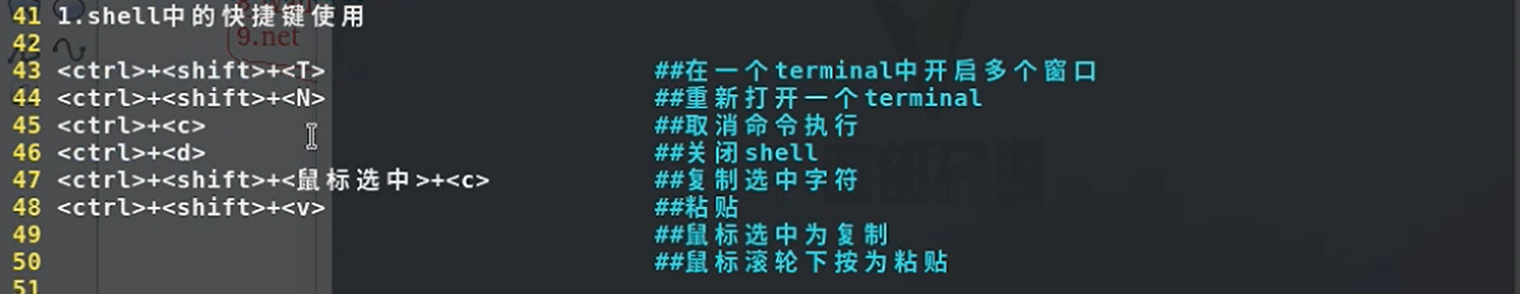 9.net
41 1.shell中的快捷键使用
42
43 <ctrl>+<shift>+<T> ##在一个terminal中开启多个窗口
44 <ctrl>+<shift>+<N> ##重新打开一个terminal
45 <ctrl>+<c> ##取消命令执行
46 <ctrl>+<d> ##关闭shell
47 <ctrl>+<shift>+<鼠标选中>+<c> ##复制选中字符
48 <ctrl>+<shift>+<v> ##粘贴
49 ##鼠标选中为复制
50 ##鼠标滚轮下按为粘贴
51